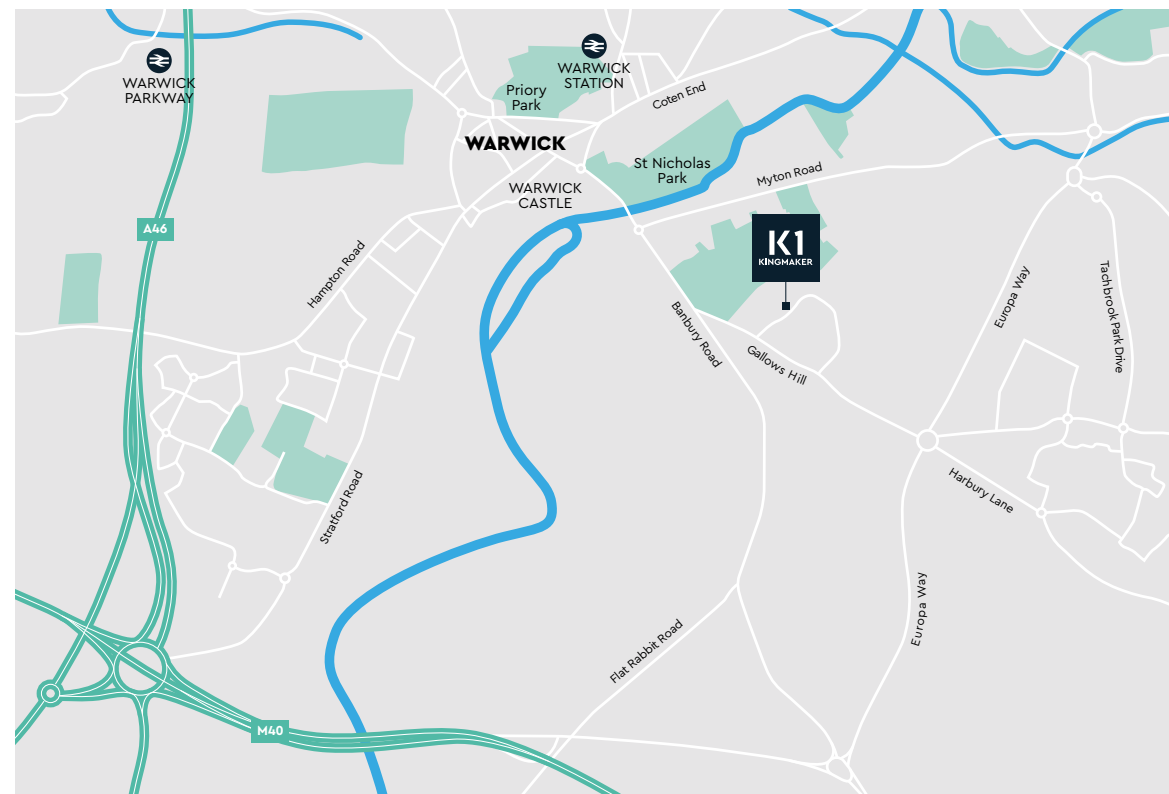 WARWICK
PARKWAY
WARWICK
STATION
Priory
Park
Coten End
WARWICK
St Nicholas
Park
Myton Road
WARWICK
CASTLE
A46
K1
KINGMAKER
Hampton Road
Europa Way
Tachbrook Park Drive
Banbury Road
Gallows Hill
Stratford Road
Harbury Lane
Europa Way
Flat Rabbit Road
M40